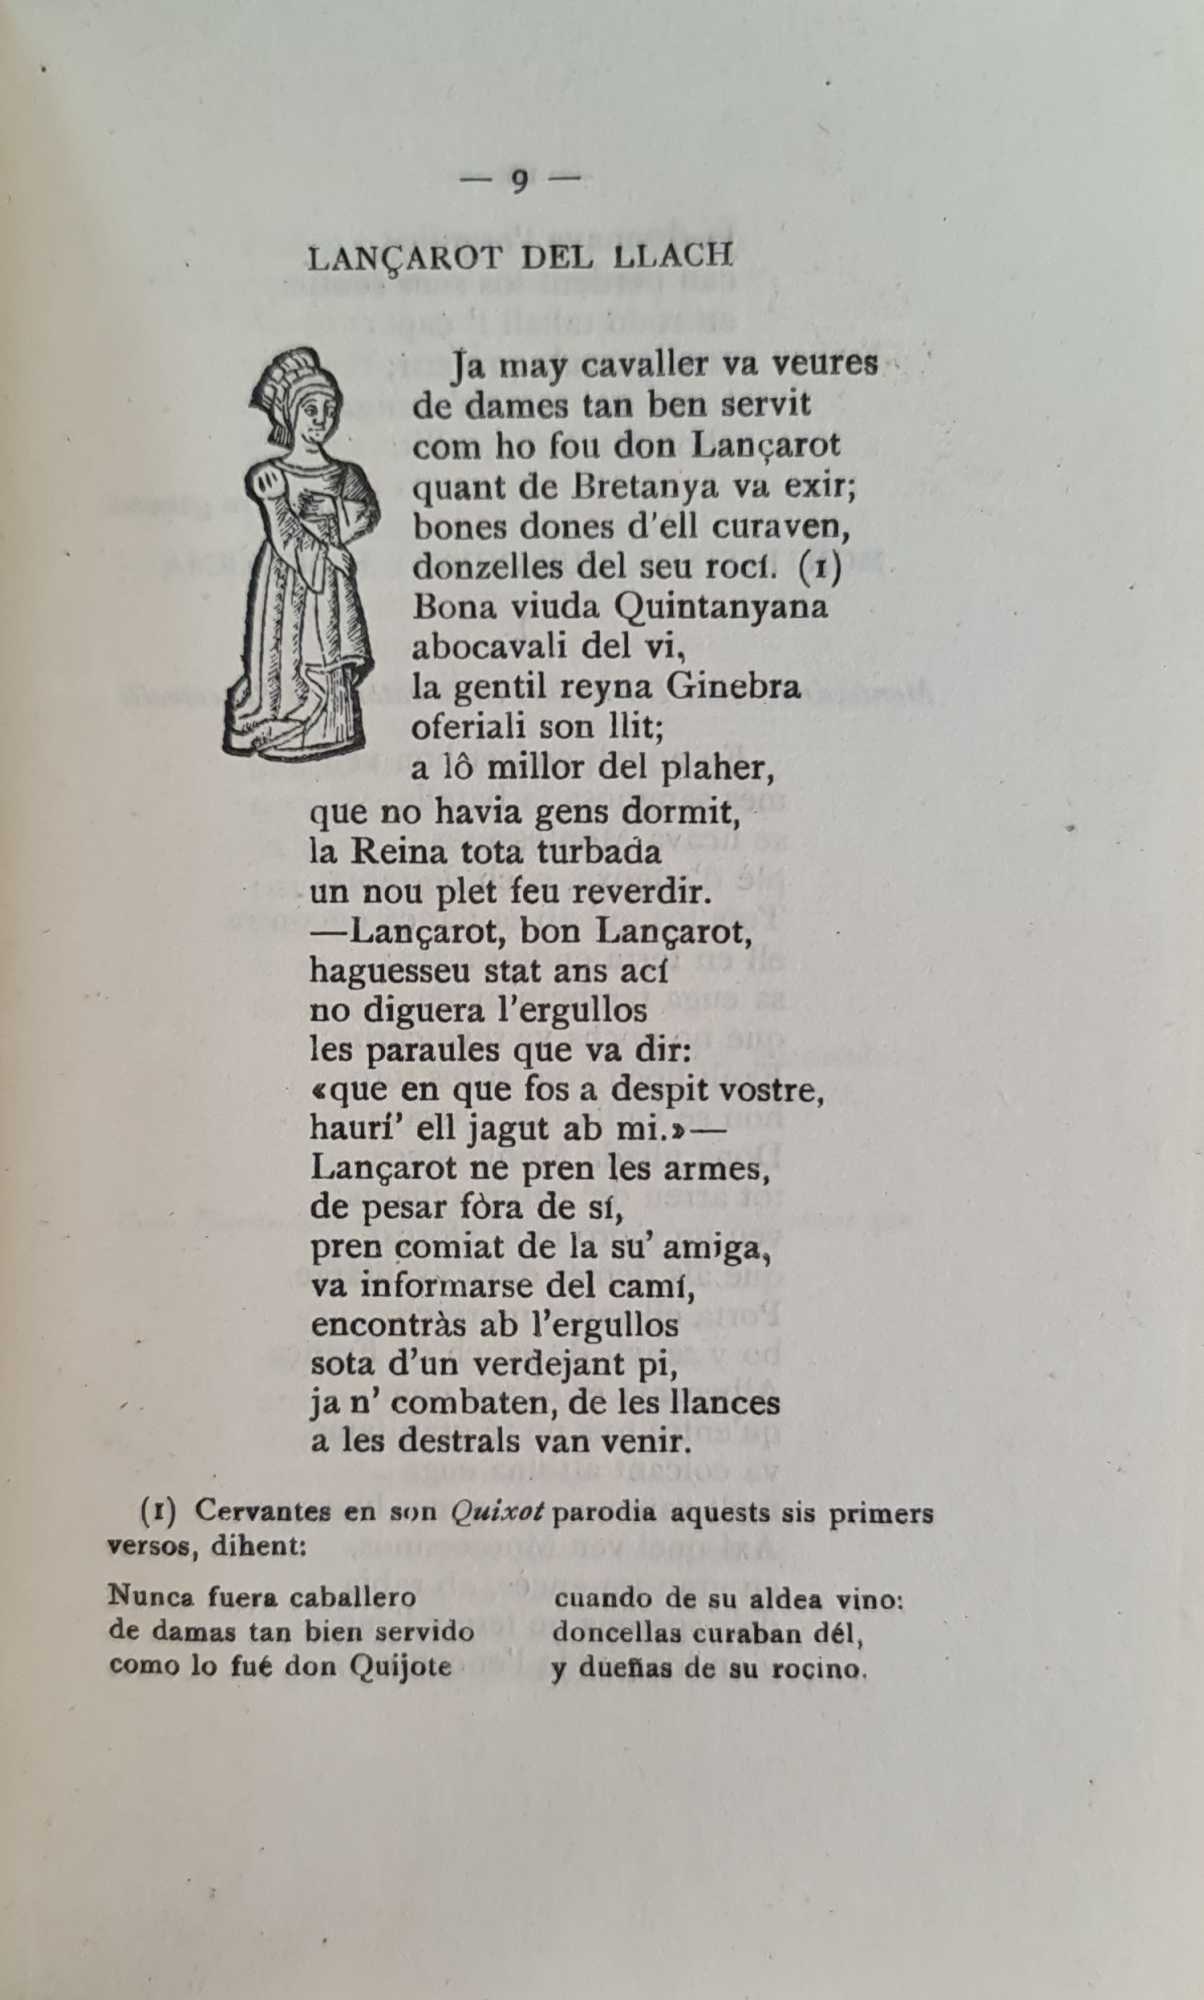 — 9 —
LANÇAROT DEL LLACH
Ja may cavaller va veures
de dames tan ben servit
com ho fou don Lançarot
quant de Bretanya va exir;
bones dones d'ell curaven,
donzelles del seu rocí. (1)
Bona viuda Quintanyana
abocavali del vi,
la gentil reyna Ginebra
oferiali son llit;
a lô millor del plaher,
que no havia gens dormit,
la Reina tota turbada
un nou plet feu reverdir.
—Lançarot, bon Lançarot,
haguesseu stat ans ací
no diguera l'ergullos
les paraules que va dir:
«que en que fos a despit vostre,
haurí' ell jagut ab mi.»—
Lançarot ne pren les armes,
de pesar fòra de sí,
pren comiat de la su' amiga,
va informarse del camí,
encontràs ab l'ergullos
sota d'un verdejant pi,
ja n' combaten, de les llances
a les destrals van venir.
(1) Cervantes en son Quixot parodia aquests sis primers
versos, dihent:
Nunca fuera caballero
de damas tan bien servido
como lo fué don Quijote
cuando de su aldea vino:
doncellas curaban dél,
y dueñas de su rocino.